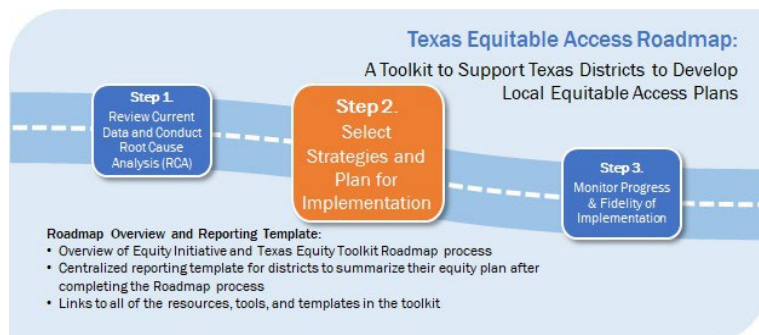 Texas Equitable Access Roadmap:
A Toolkit to Support Texas Districts to Develop
Local Equitable Access Plans
Step 1.
Review Current
Data and Conduct
Root Cause
Analysis (RCA)
Step 2.
Select
Strategies and
Plan for
Implementation
Step 3.
Monitor Progress
& Fidelity of
Implementation
Roadmap Overview and Reporting Template:
• Overview of Equity Initiative and Texas Equity Toolkit Roadmap process
• Centralized reporting template for districts to summarize their equity plan after
completing the Roadmap process
• Links to all of the resources, tools, and templates in the toolkit